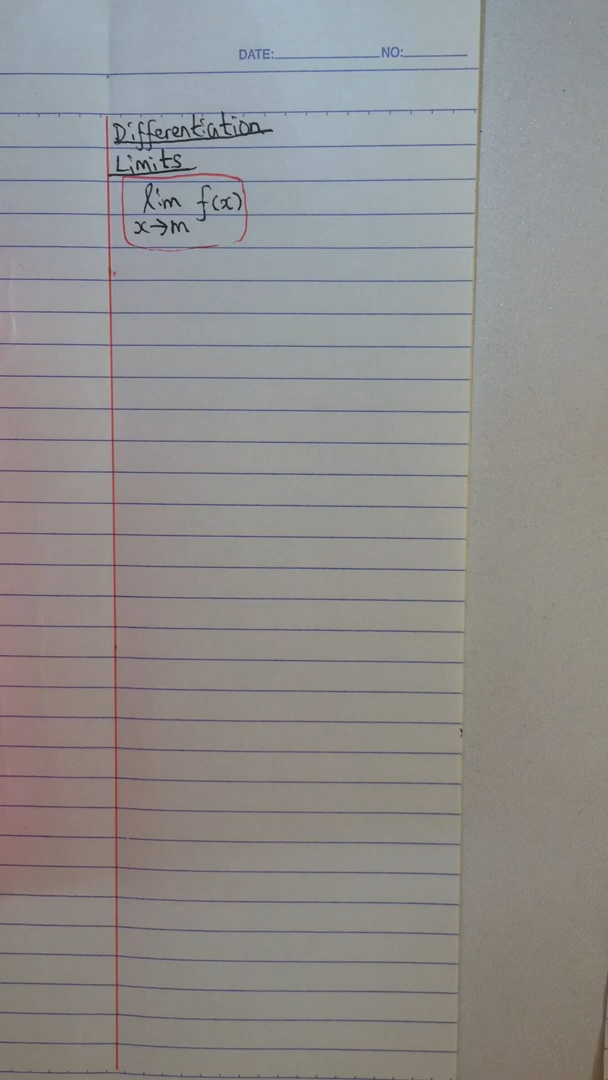 DATE: NO:
Differentiation
Limits
lim f(x)
x→m